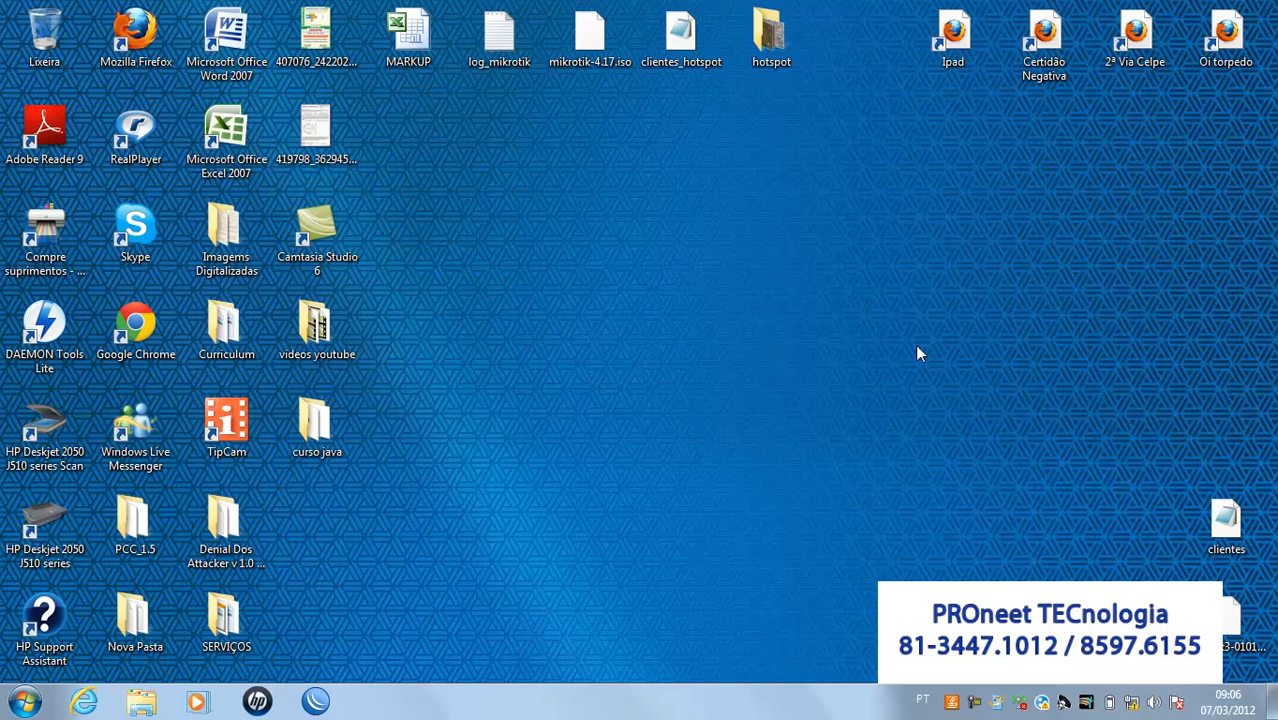 Lixeira
Mozilla Firefox
Microsoft Office
Word 2007
407076_242202...
MARKUP
log_mikrotik
mikrotik-4.17.iso
clientes_hotspot
hotspot
Ipad
Certidão
Negativa
2ª Via Celpe
Oi torpedo
Adobe Reader 9
RealPlayer
Microsoft Office
Excel 2007
419798_362945...
Compre
suprimentos - ...
Skype
Imagems
Digitalizadas
Camtasia Studio
6
DAEMON Tools
Lite
Google Chrome
Curriculum
videos youtube
HP Deskjet 2050
J510 series Scan
Windows Live
Messenger
TipCam
curso java
HP Deskjet 2050
J510 series
PCC_1.5
Denial Dos
Attacker v 1.0 ...
clientes
HP Support
Assistant
Nova Pasta
SERVIÇOS
PROneet TECnologia
81-3447.1012 / 8597.6155
PT
09:06
07/03/2012